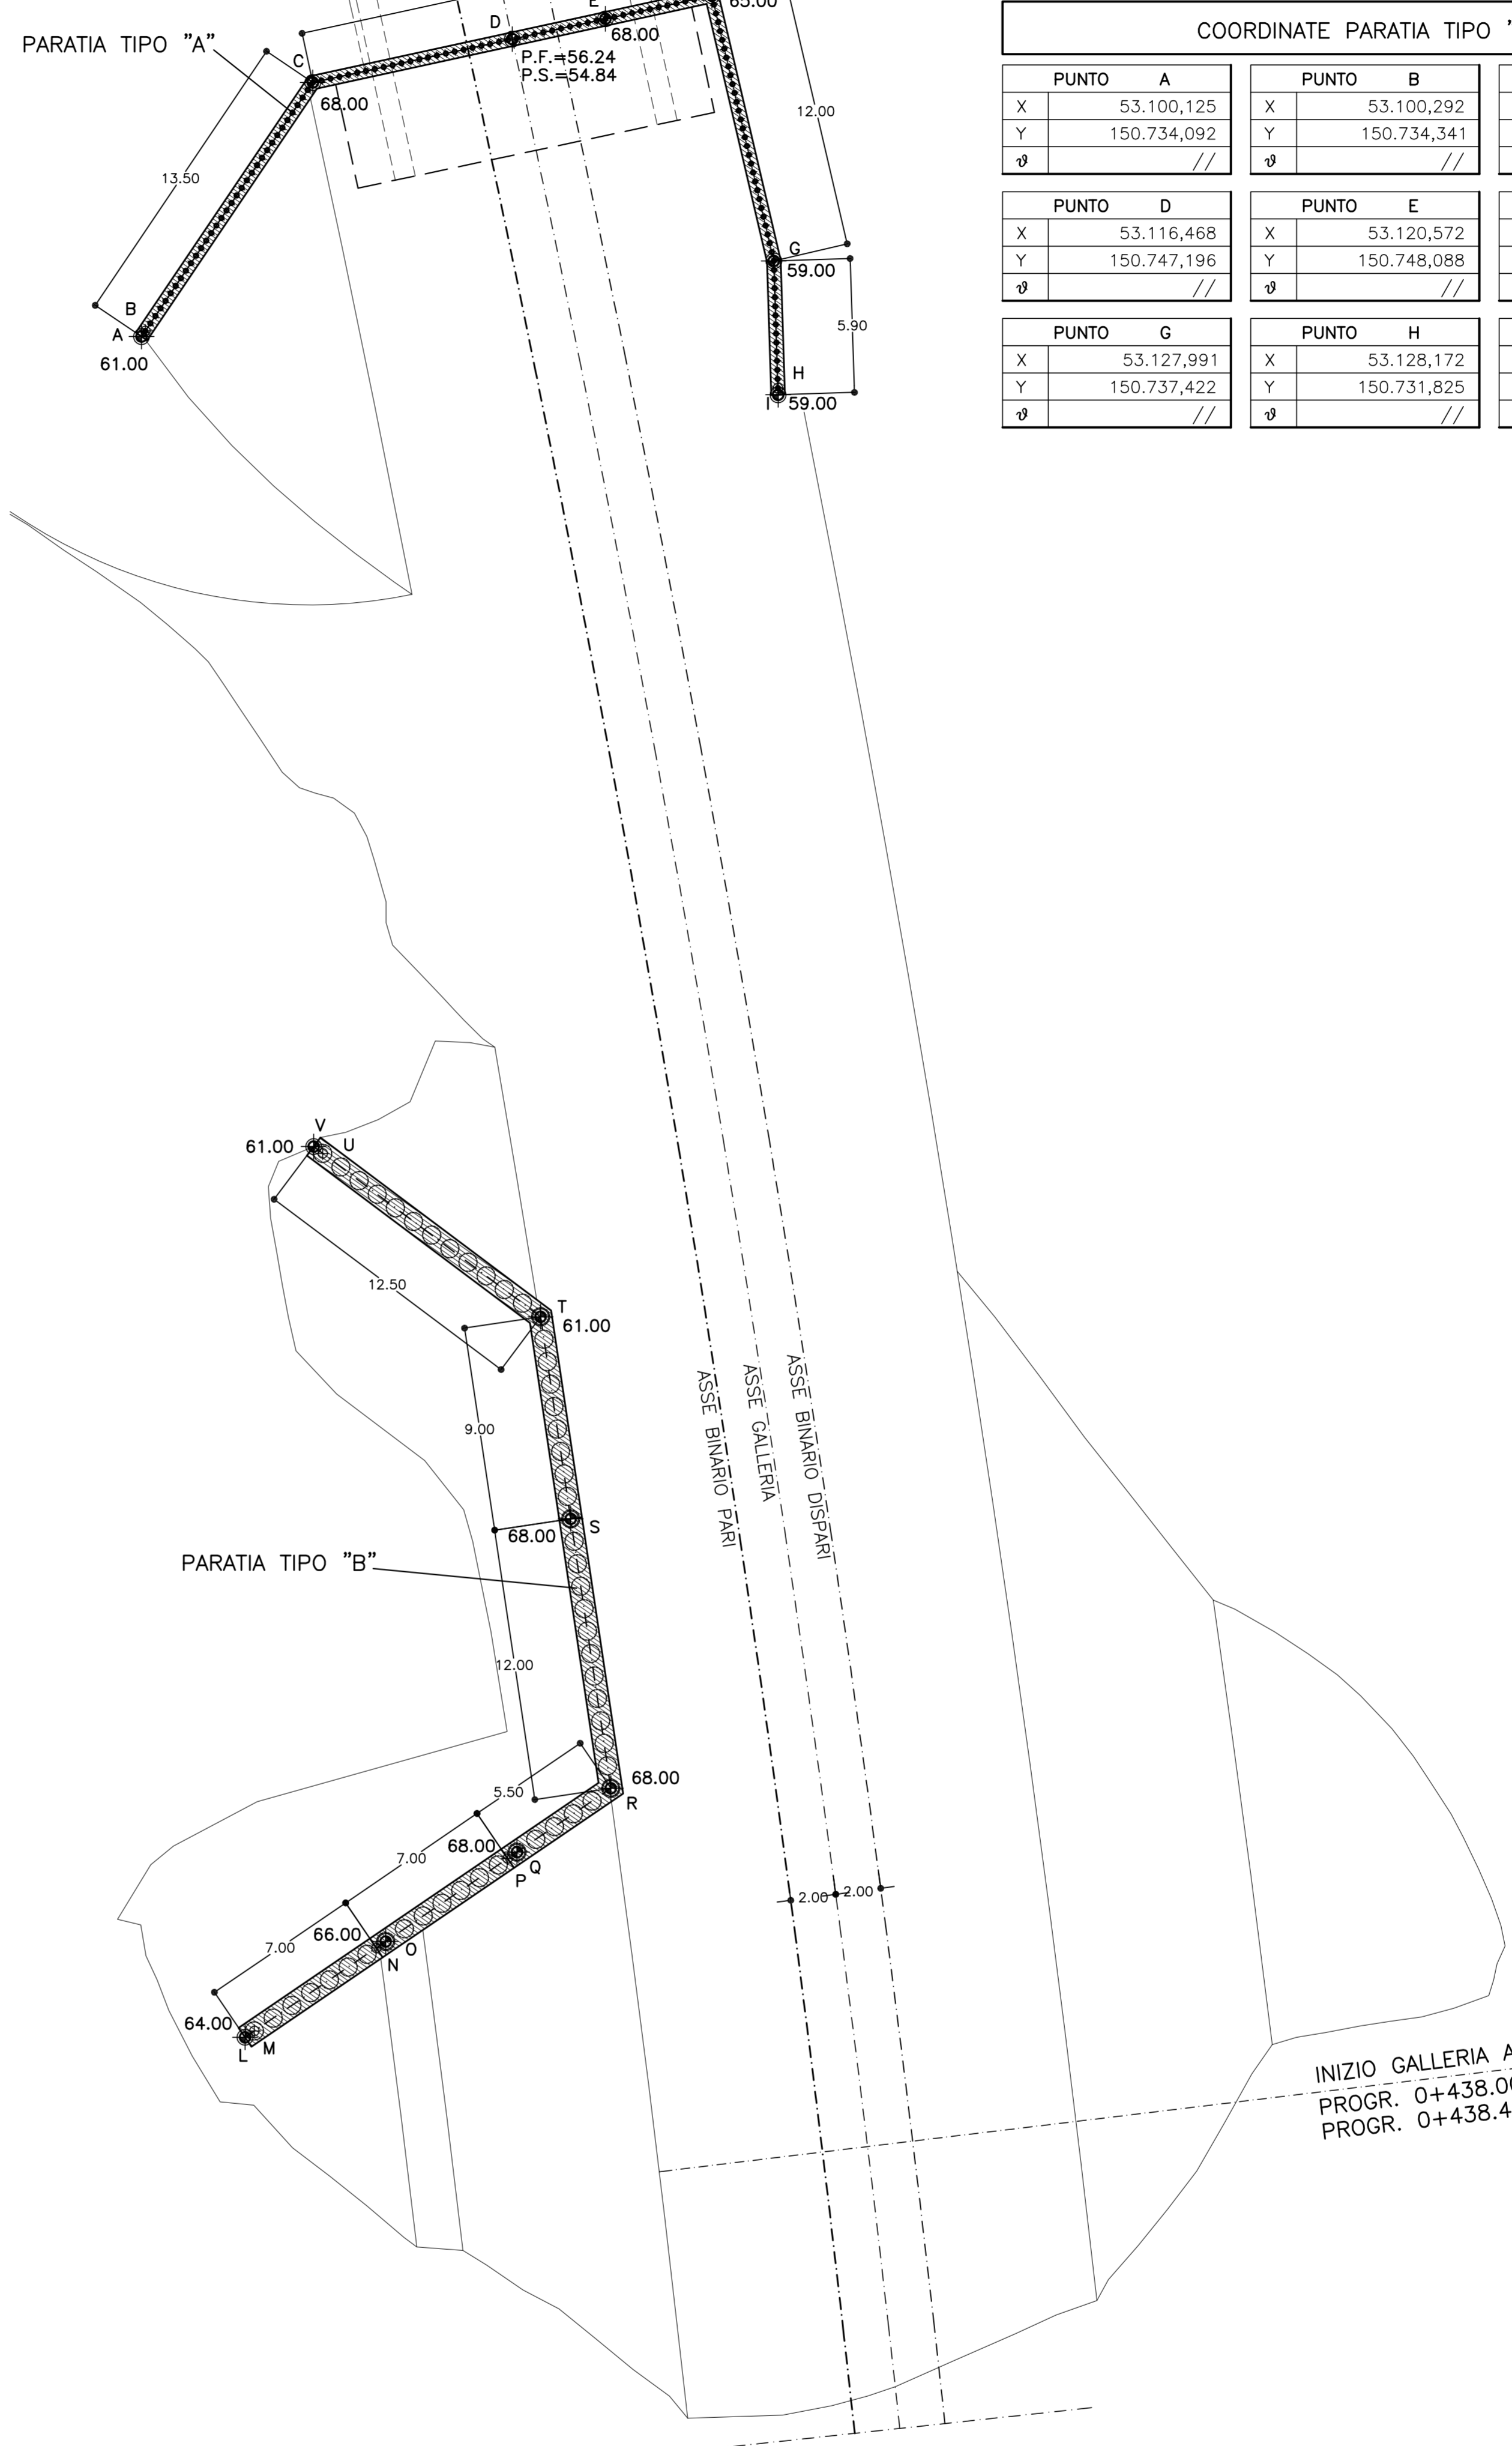 E
65.00
D
68.00
PARATIA TIPO "A"
C
P.F.=56.24
P.S.=54.84
68.00
12.00
13.50
G
59.00
B
5.90
A
61.00
H
I
59.00
COORDINATE PARATIA TIPO "
PUNTO A
X 53.100,125
Y 150.734,092
ϑ //
PUNTO B
X 53.100,292
Y 150.734,341
ϑ //
PUNTO D
X 53.116,468
Y 150.747,196
ϑ //
PUNTO E
X 53.120,572
Y 150.748,088
ϑ //
PUNTO G
X 53.127,991
Y 150.737,422
ϑ //
PUNTO H
X 53.128,172
Y 150.731,825
ϑ //
V
61.00
U
12.50
T
61.00
9.00
ASSE BINARIO PARI
ASSE GALLERIA
ASSE BINARIO DISPARI
68.00
S
PARATIA TIPO "B"
12.00
68.00
5.50
R
68.00
7.00
Q
P
2.00
2.00
66.00
7.00
O
N
64.00
L
M
INIZIO GALLERIA A
PROGR. 0+438.00
PROGR. 0+438.4